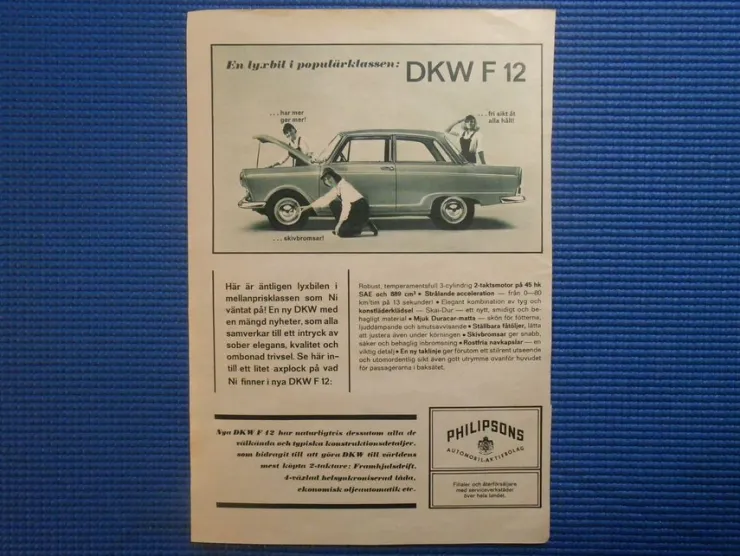 En lyxbil i populärklassen: DKW F 12
...har mer
ger mer!
...fri sikt åt
alla håll!
...skivbromsar!
Här är äntligen lyxbilen i
mellanprisklassen som Ni
väntat på! En ny DKW med
en mängd nyheter, som alla
samverkar till ett intryck av
sober elegans, kvalitet och
ombonad trivsel. Se här in-
till ett litet axplock på vad
Ni finner i nya DKW F 12:
Robust, temperamentsfull 3-cylindrig 2-taktsmotor på 45 hk
SAE och 889 cm³ • Strålande acceleration — från 0—80
km/tim på 13 sekunder! • Elegant kombination av tyg och
konstläderklädsel — Skai-Dur — ett nytt, smidigt och be-
hagligt material • Mjuk Duracar-matta — skön för fötterna,
ljuddämpande och smutsavvisande • Ställbara fåtöljer, lätta
att justera även under körningen • Skivbromsar ger snabb,
säker och behaglig inbromsning • Rostfria navkapslar — en
viktig detalj • En ny taklinje ger förutom ett stilrent utseende
och utomordentlig sikt även gott utrymme ovanför huvudet
för passagerarna i baksätet.
Nya DKW F 12 har naturligtvis dessutom alla de
välkända och typiska konstruktionsdetaljer,
som bidragit till att göra DKW till världens
mest köpta 2-taktare: Framhjulsdrift,
4-växlad helsynkroniserad låda,
ekonomisk oljeautomatik etc.
PHILIPSONS
AUTOMOBIL-AKTIEBOLAG
Filialer och återförsäljare
med serviceverkstäder
över hela landet.